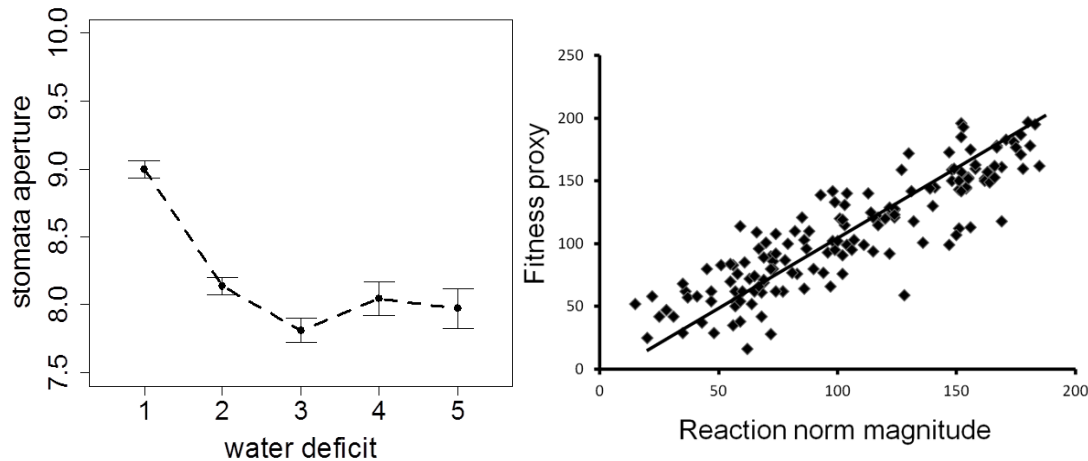 stomata aperture
10.0
9.5
9.0
8.5
8.0
7.5
1 2 3 4 5
water deficit
Fitness proxy
250
200
150
100
50
0
0 50 100 150 200
Reaction norm magnitude